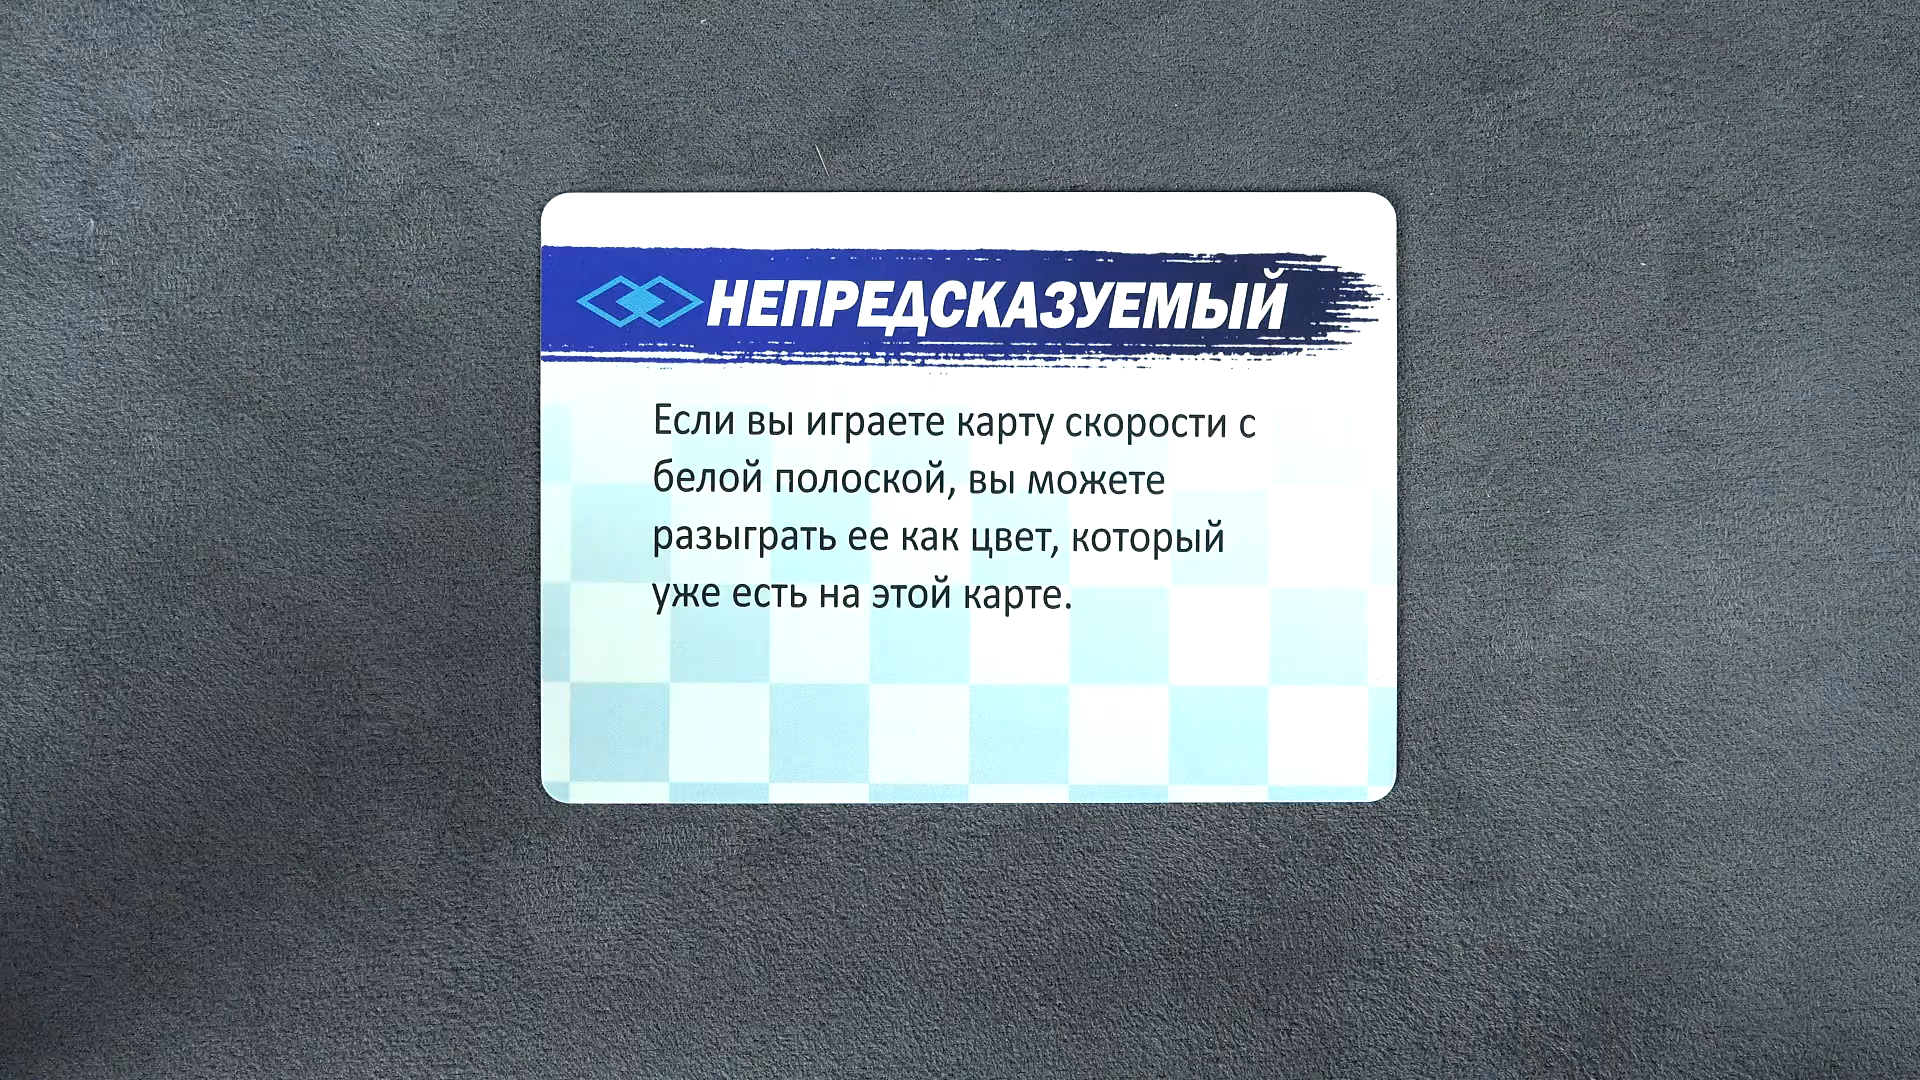 НЕПРЕДСКАЗУЕМЫЙ
Если вы играете карту скорости с
белой полоской, вы можете
разыграть ее как цвет, который
уже есть на этой карте.